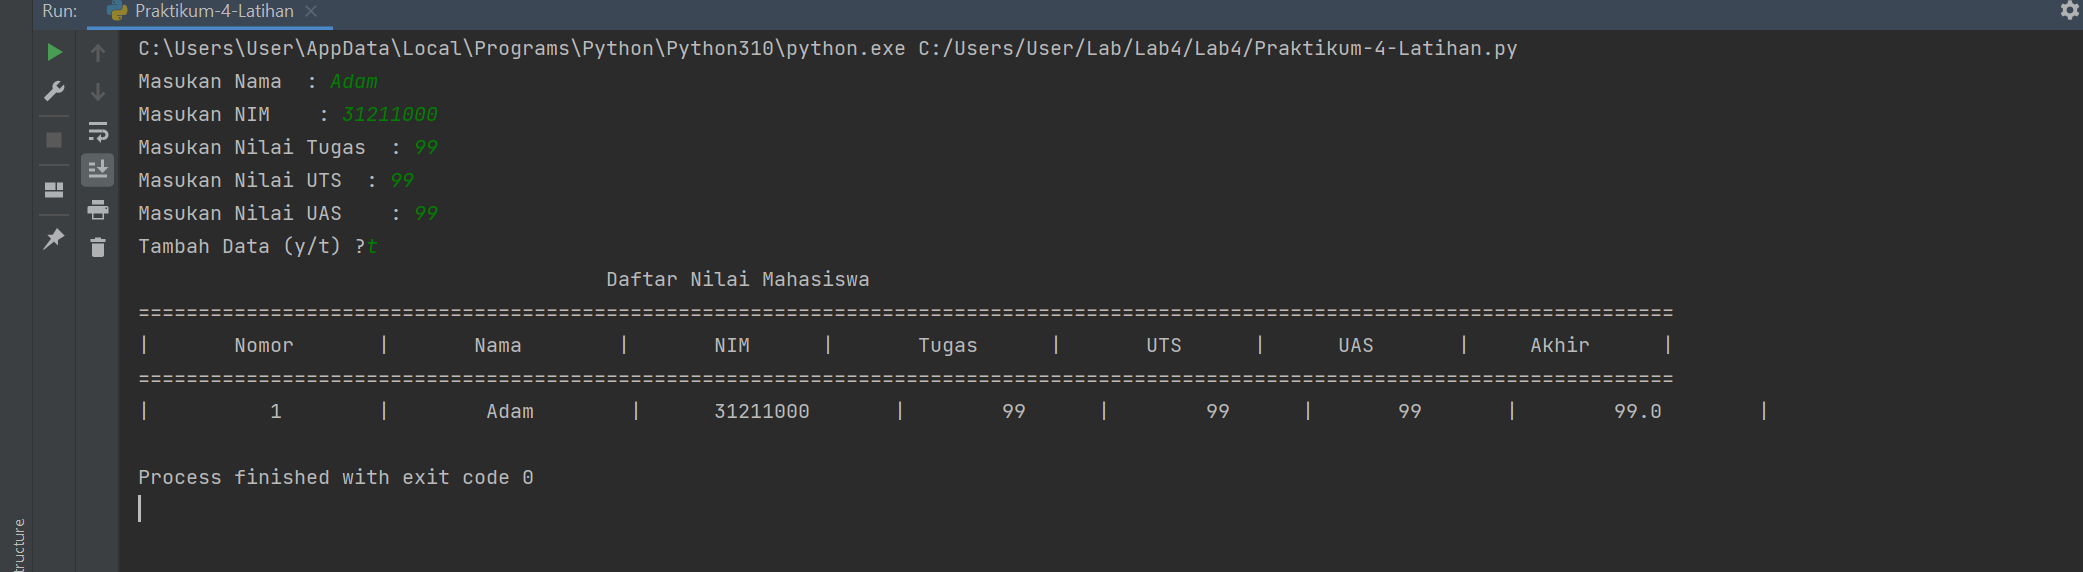 Run: Praktikum-4-Latihan
C:\Users\User\AppData\Local\Programs\Python\Python310\python.exe C:/Users/User/Lab/Lab4/Lab4/Praktikum-4-Latihan.py
Masukan Nama  : Adam
Masukan NIM    : 31211000
Masukan Nilai Tugas  : 99
Masukan Nilai UTS  : 99
Masukan Nilai UAS    : 99
Tambah Data (y/t) ?t
                                       Daftar Nilai Mahasiswa
================================================================================================================================
|       Nomor       |       Nama        |       NIM      |       Tugas      |       UTS      |      UAS       |     Akhir      |
================================================================================================================================
|          1        |        Adam        |      31211000       |        99      |        99      |       99       |        99.0        |
Process finished with exit code 0
tructure